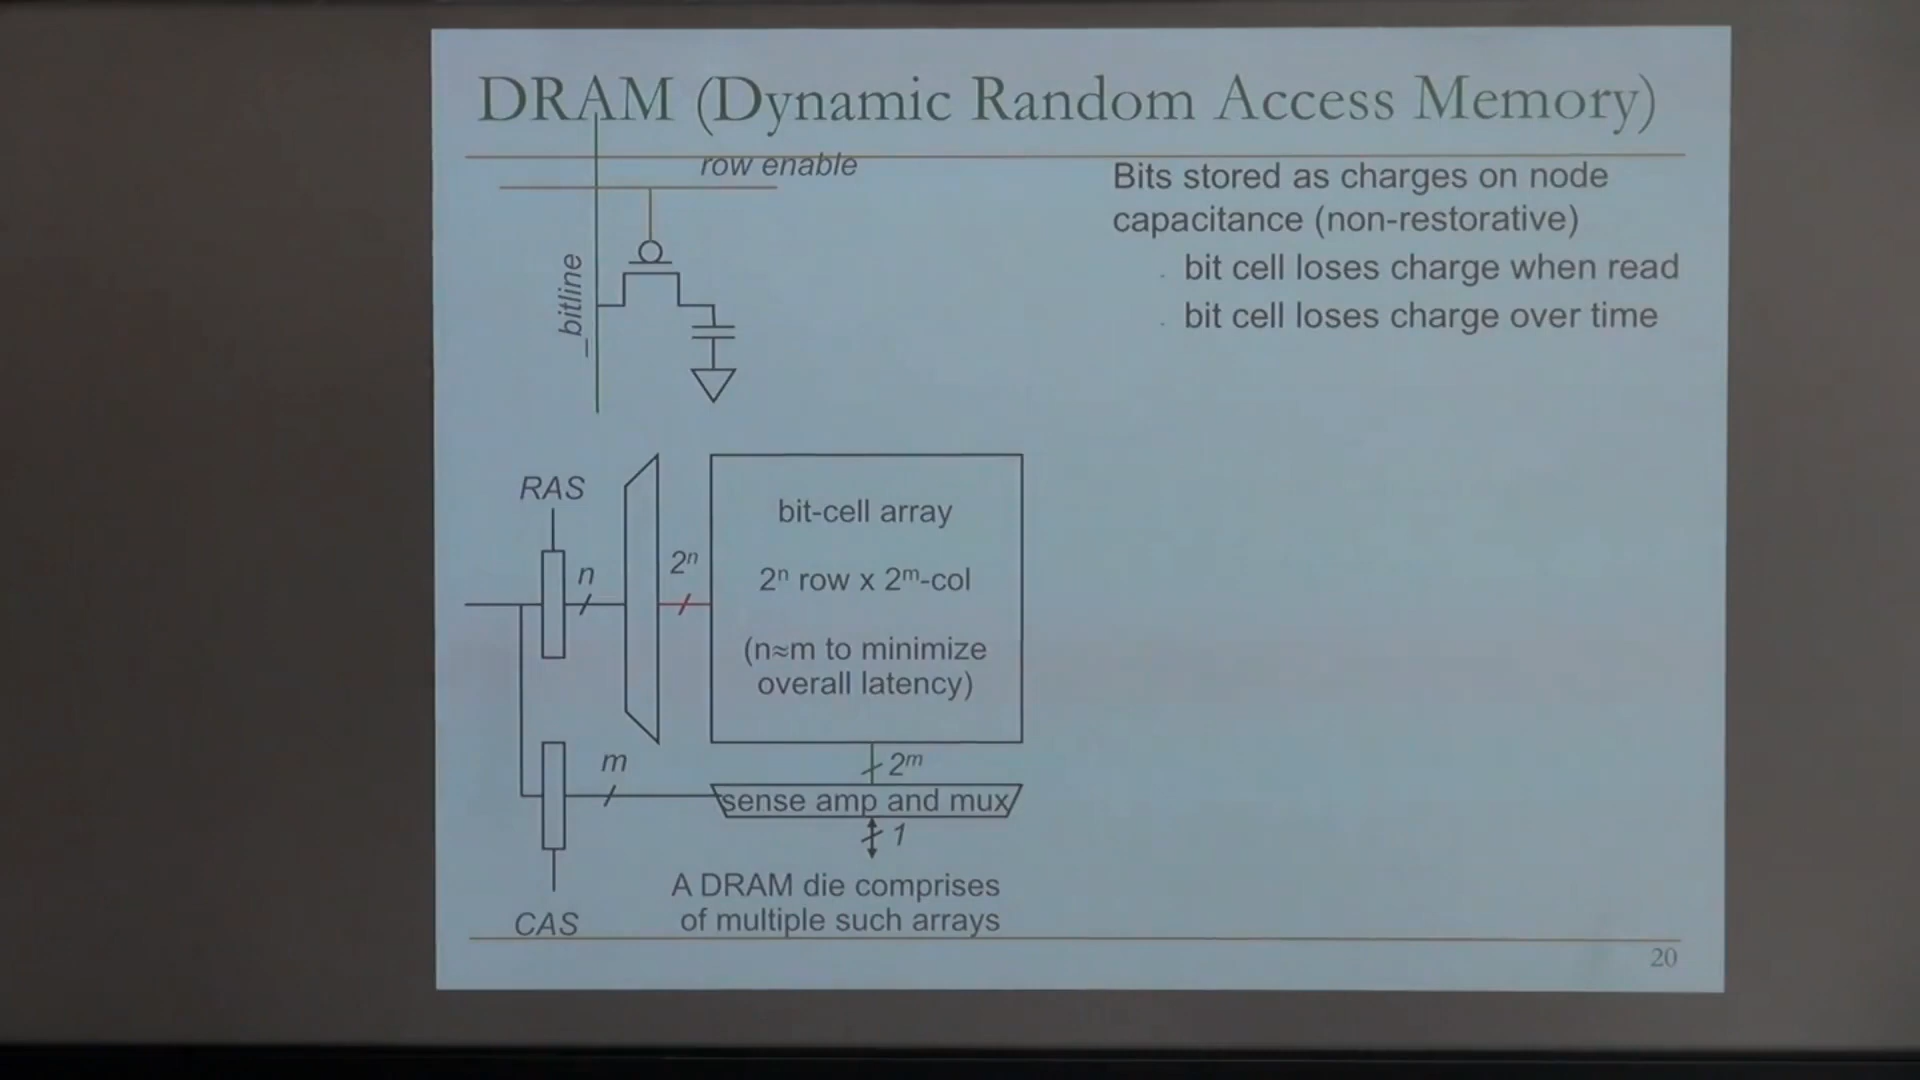 DRAM (Dynamic Random Access Memory)
row enable
_bitline
Bits stored as charges on node
capacitance (non-restorative)
bit cell loses charge when read
bit cell loses charge over time
RAS
n
2ⁿ
bit-cell array
2ⁿ row x 2ᵐ-col
(n≈m to minimize
overall latency)
m
2ᵐ
sense amp and mux
1
CAS
A DRAM die comprises
of multiple such arrays
20